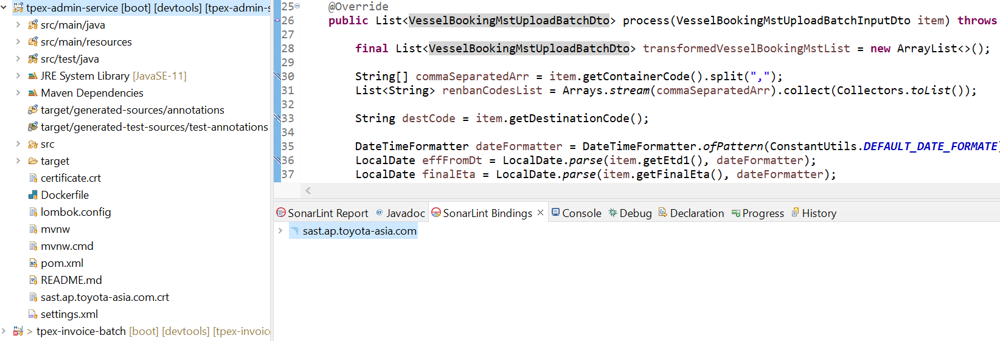 tpex-admin-service [boot] [devtools] [tpex-admin-s
src/main/java
src/main/resources
src/test/java
JRE System Library [JavaSE-11]
Maven Dependencies
target/generated-sources/annotations
target/generated-test-sources/test-annotations
src
target
certificate.crt
Dockerfile
lombok.config
mvnw
mvnw.cmd
pom.xml
README.md
sast.ap.toyota-asia.com.crt
settings.xml
> tpex-invoice-batch [boot] [devtools] [tpex-invoic
25 @Override
26 public List<VesselBookingMstUploadBatchDto> process(VesselBookingMstUploadBatchInputDto item) throws
27
28 final List<VesselBookingMstUploadBatchDto> transformedVesselBookingMstList = new ArrayList<>();
29
30 String[] commaSeparatedArr = item.getContainerCode().split(",");
31 List<String> renbanCodesList = Arrays.stream(commaSeparatedArr).collect(Collectors.toList());
32
33 String destCode = item.getDestinationCode();
34
35 DateTimeFormatter dateFormatter = DateTimeFormatter.ofPattern(ConstantUtils.DEFAULT_DATE_FORMATE)
36 LocalDate effFromDt = LocalDate.parse(item.getEtd1(), dateFormatter);
37 LocalDate finalEta = LocalDate.parse(item.getFinalEta(), dateFormatter);
SonarLint Report @ Javadoc SonarLint Bindings Console Debug Declaration Progress History
sast.ap.toyota-asia.com